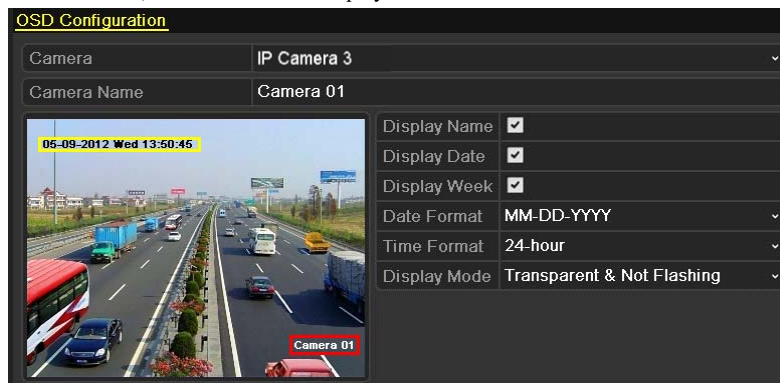 OSD Configuration
Camera IP Camera 3
Camera Name Camera 01
05-09-2012 Wed 13:50:45
Camera 01
Display Name
Display Date
Display Week
Date Format MM-DD-YYYY
Time Format 24-hour
Display Mode Transparent & Not Flashing